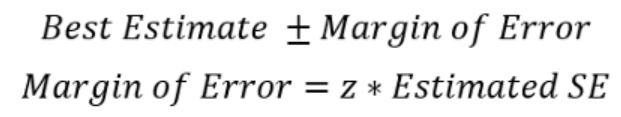 Best Estimate ± Margin of Error
Margin of Error = z * Estimated SE